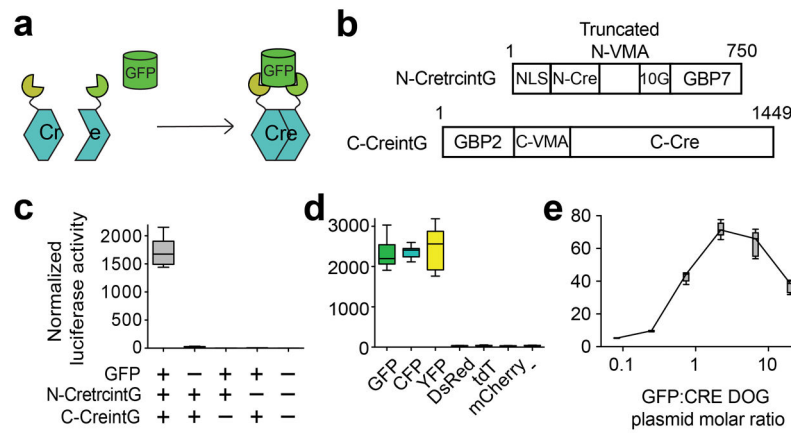 a
GFP
Cr e
GFP
Cre
b
Truncated
1 N-VMA 750
N-CretrcintG NLS N-Cre 10G GBP7
1 1449
C-CreintG GBP2 C-VMA C-Cre
c
Normalized
luciferase activity
2000
1500
1000
500
0
GFP + − + + −
N-CretrcintG + + + − −
C-CreintG + + − + −
d
3000
2000
1000
0
GFP
CFP
YFP
DsRed
tdT
mCherry_
e
80
60
40
20
0
0.1 1 10
GFP:CRE DOG
plasmid molar ratio